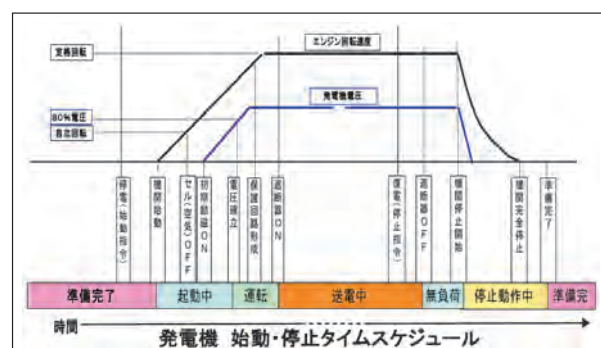 定格回転
エンジン回転速度
発電機電圧
80%電圧
自立回転
停電(始動指令)
機関始動
セル(空気)OFF
初期励磁ON
電圧確立
保護回路形成
遮断器ON
復電(停止指令)
遮断器OFF
機関停止開始
機関完全停止
準備完了
準備完了
起動中
運転
送電中
無負荷
停止動作中
準備完
時間
発電機 始動・停止タイムスケジュール